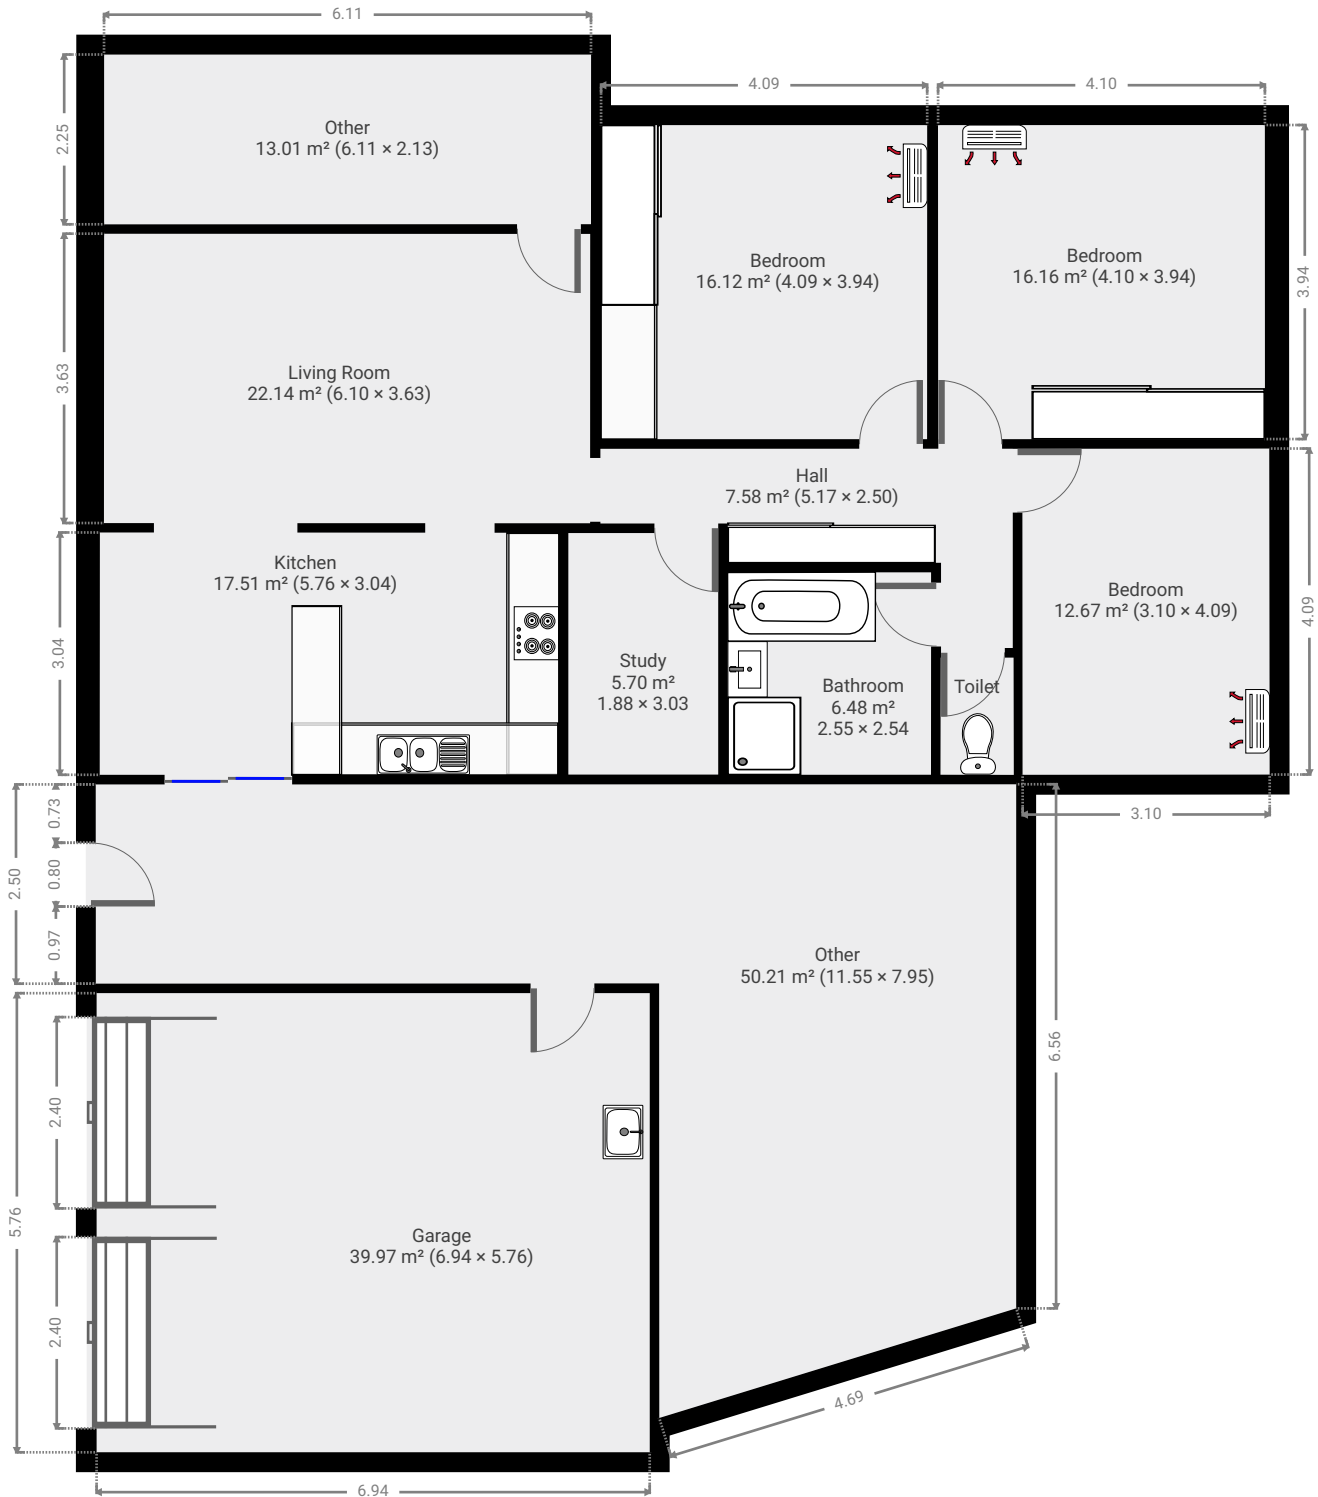 6.11
4.09
4.10
2.25
Other
13.01 m² (6.11 × 2.13)
Bedroom
16.12 m² (4.09 × 3.94)
Bedroom
16.16 m² (4.10 × 3.94)
3.94
3.63
Living Room
22.14 m² (6.10 × 3.63)
Hall
7.58 m² (5.17 × 2.50)
Kitchen
17.51 m² (5.76 × 3.04)
3.04
Study
5.70 m²
1.88 × 3.03
Bathroom
6.48 m²
2.55 × 2.54
Toilet
Bedroom
12.67 m² (3.10 × 4.09)
4.09
3.10
0.73
0.80
0.97
2.50
Other
50.21 m² (11.55 × 7.95)
6.56
2.40
5.76
Garage
39.97 m² (6.94 × 5.76)
2.40
4.69
6.94